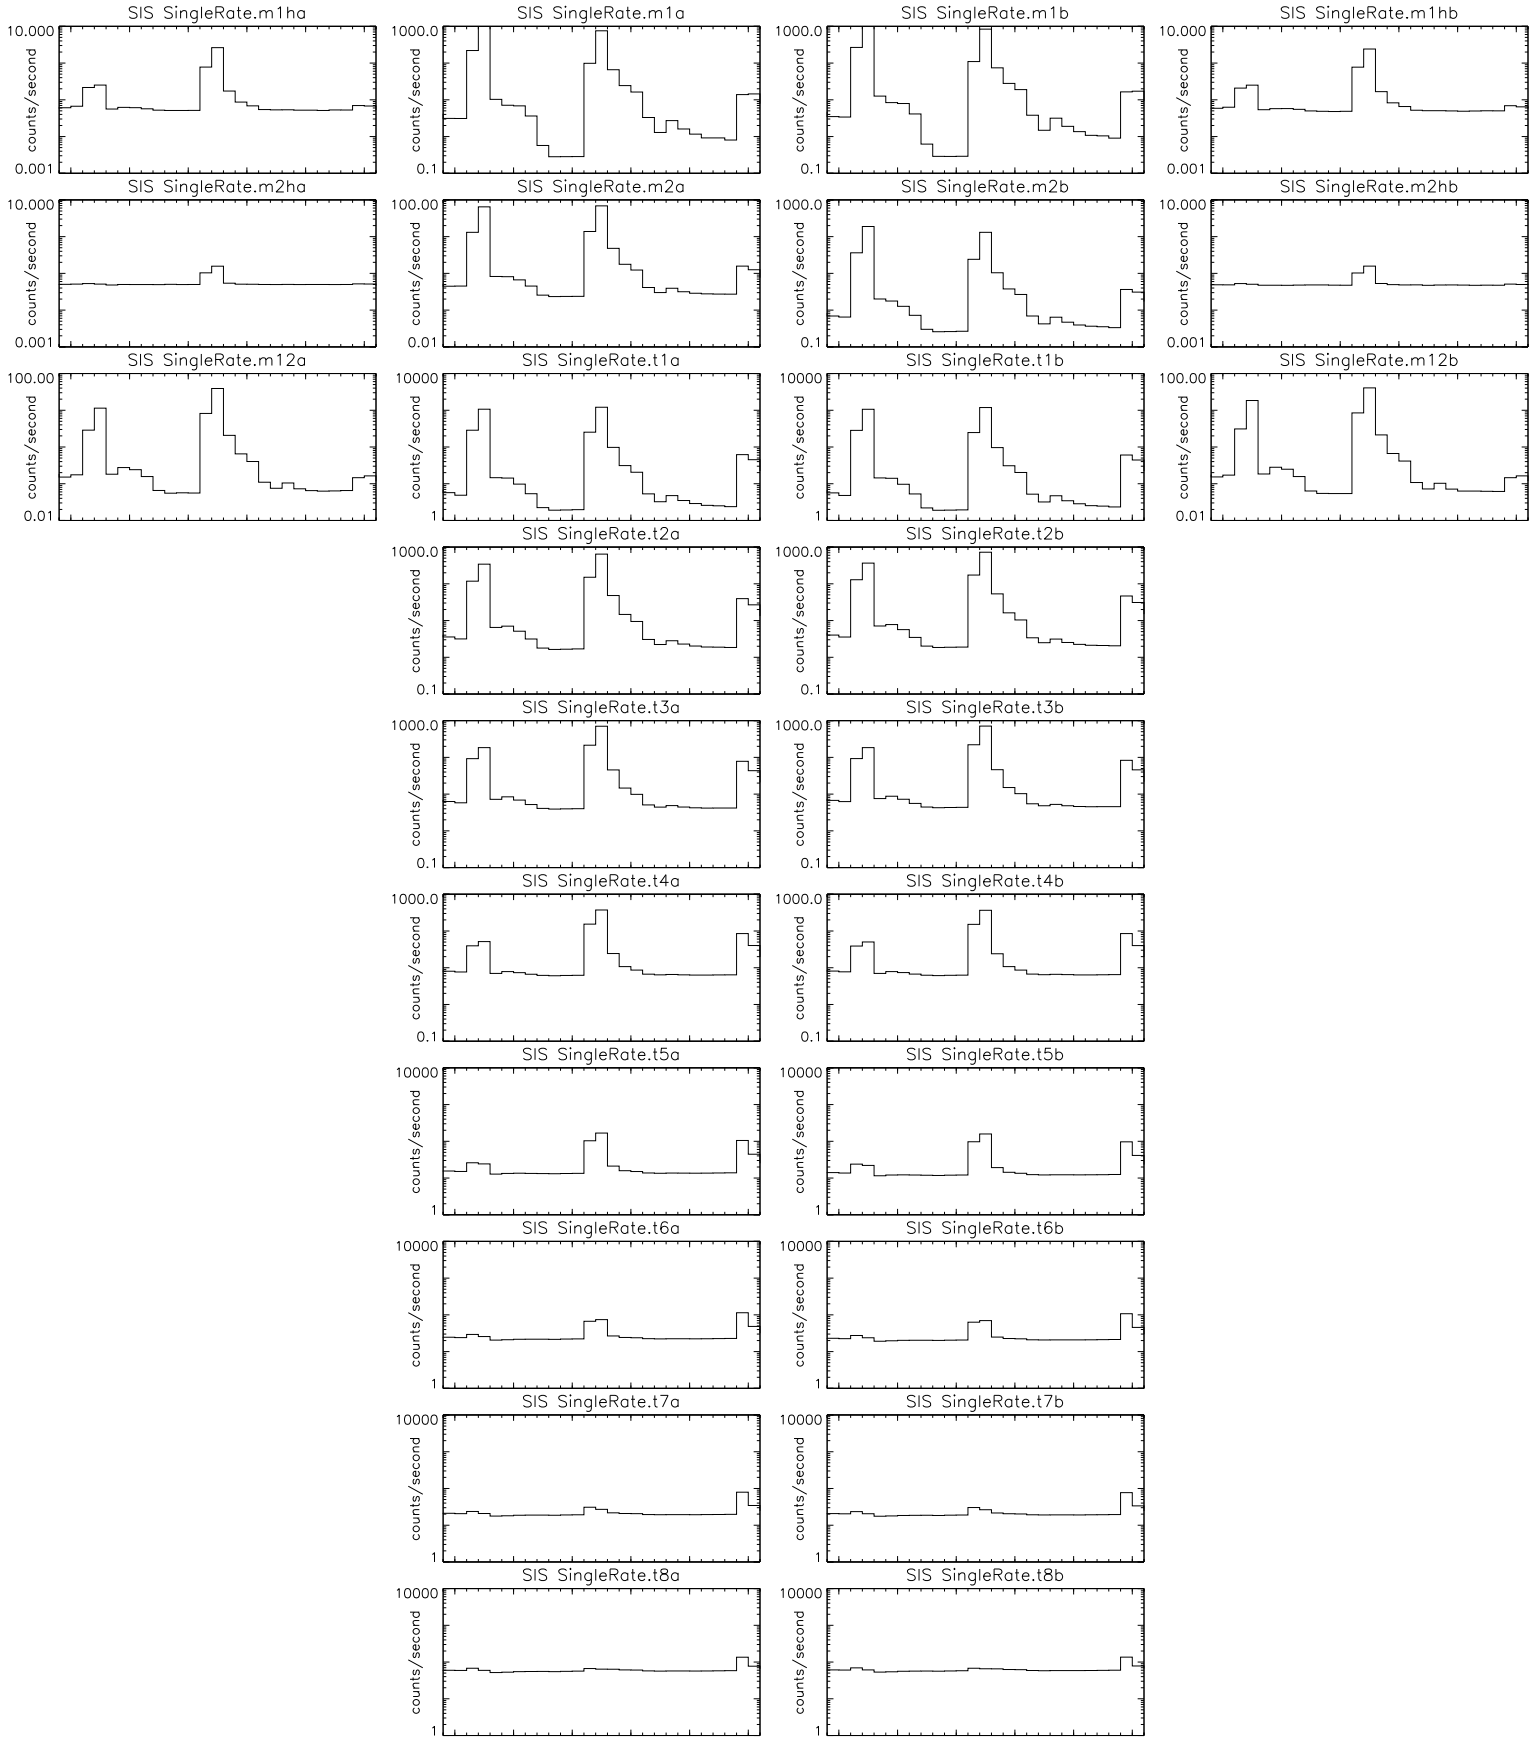 SIS SingleRate.m1ha
10.000
counts/second
0.001
SIS SingleRate.m1a
1000.0
counts/second
0.1
SIS SingleRate.m1b
1000.0
counts/second
0.1
SIS SingleRate.m1hb
10.000
counts/second
0.001
SIS SingleRate.m2ha
10.000
counts/second
0.001
SIS SingleRate.m2a
100.00
counts/second
0.01
SIS SingleRate.m2b
1000.0
counts/second
0.1
SIS SingleRate.m2hb
10.000
counts/second
0.001
SIS SingleRate.m12a
100.00
counts/second
0.01
SIS SingleRate.t1a
10000
counts/second
1
SIS SingleRate.t1b
10000
counts/second
1
SIS SingleRate.m12b
100.00
counts/second
0.01
SIS SingleRate.t2a
1000.0
counts/second
0.1
SIS SingleRate.t2b
1000.0
counts/second
0.1
SIS SingleRate.t3a
1000.0
counts/second
0.1
SIS SingleRate.t3b
1000.0
counts/second
0.1
SIS SingleRate.t4a
1000.0
counts/second
0.1
SIS SingleRate.t4b
1000.0
counts/second
0.1
SIS SingleRate.t5a
10000
counts/second
1
SIS SingleRate.t5b
10000
counts/second
1
SIS SingleRate.t6a
10000
counts/second
1
SIS SingleRate.t6b
10000
counts/second
1
SIS SingleRate.t7a
10000
counts/second
1
SIS SingleRate.t7b
10000
counts/second
1
SIS SingleRate.t8a
10000
counts/second
1
SIS SingleRate.t8b
10000
counts/second
1